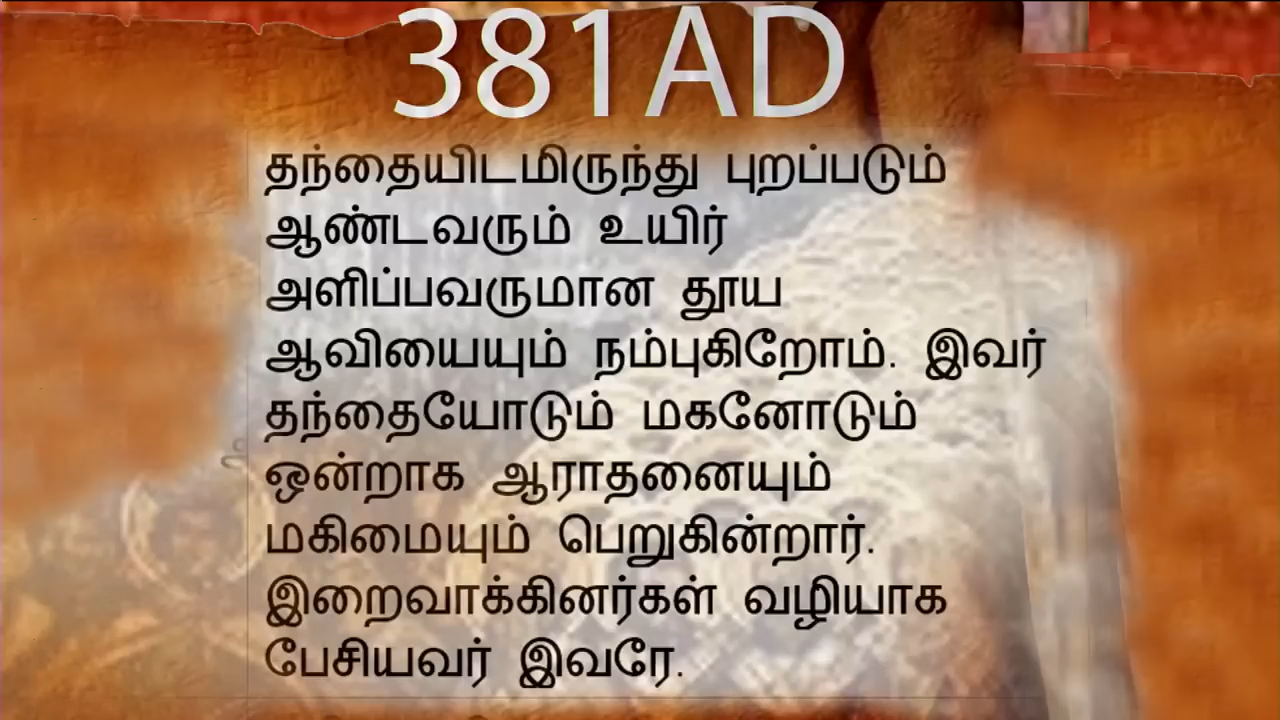 381AD
தந்தையிடமிருந்து புறப்படும்
ஆண்டவரும் உயிர்
அளிப்பவருமான தூய
ஆவியையும் நம்புகிறோம். இவர்
தந்தையோடும் மகனோடும்
ஒன்றாக ஆராதனையும்
மகிமையும் பெறுகின்றார்.
இறைவாக்கினர்கள் வழியாக
பேசியவர் இவரே.